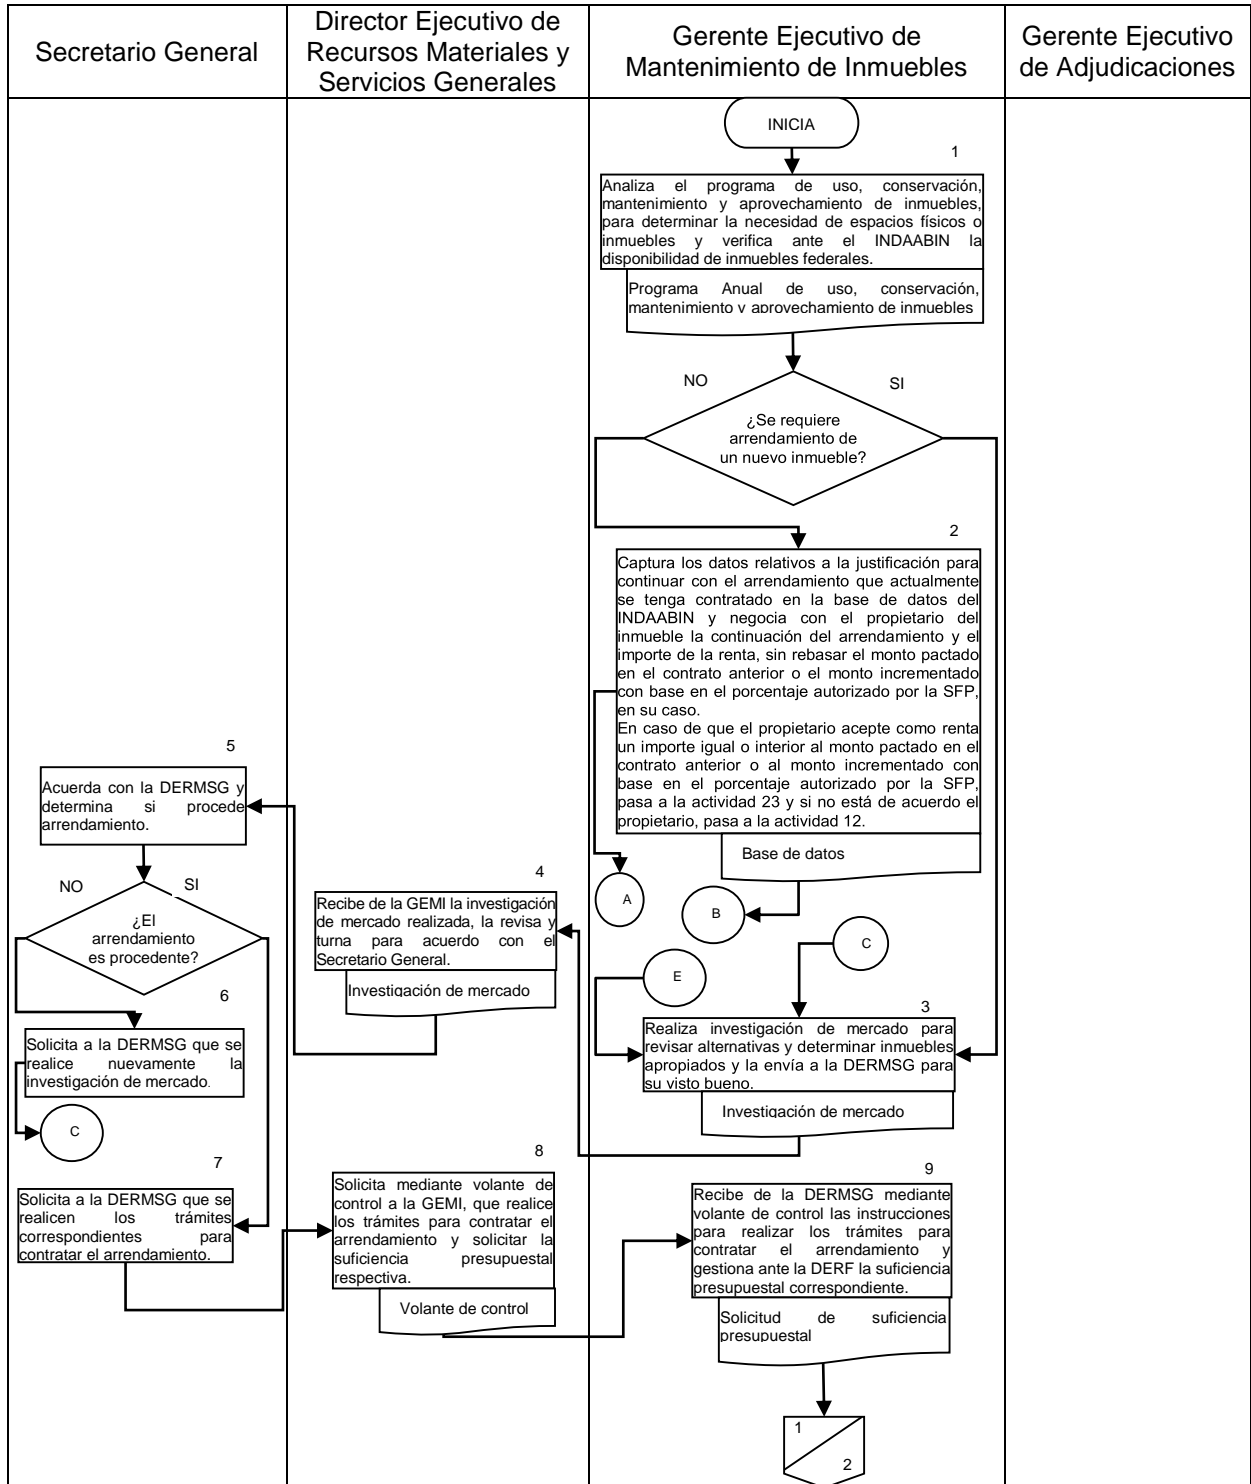 Secretario General
Director Ejecutivo de
Recursos Materiales y
Servicios Generales
Gerente Ejecutivo de
Mantenimiento de Inmuebles
Gerente Ejecutivo
de Adjudicaciones
INICIA
1
Analiza el programa de uso, conservación,
mantenimiento y aprovechamiento de inmuebles,
para determinar la necesidad de espacios físicos o
inmuebles y verifica ante el INDAABIN la
disponibilidad de inmuebles federales.
Programa Anual de uso, conservación,
mantenimiento y aprovechamiento de inmuebles
NO
SI
¿Se requiere
arrendamiento de
un nuevo inmueble?
2
Captura los datos relativos a la justificación para
continuar con el arrendamiento que actualmente
se tenga contratado en la base de datos del
INDAABIN y negocia con el propietario del
inmueble la continuación del arrendamiento y el
importe de la renta, sin rebasar el monto pactado
en el contrato anterior o el monto incrementado
con base en el porcentaje autorizado por la SFP,
en su caso.
En caso de que el propietario acepte como renta
un importe igual o interior al monto pactado en el
contrato anterior o al monto incrementado con
base en el porcentaje autorizado por la SFP,
pasa a la actividad 23 y si no está de acuerdo el
propietario, pasa a la actividad 12.
Base de datos
A
B
C
E
3
Realiza investigación de mercado para
revisar alternativas y determinar inmuebles
apropiados y la envía a la DERMSG para
su visto bueno.
Investigación de mercado
4
Recibe de la GEMI la investigación
de mercado realizada, la revisa y
turna para acuerdo con el
Secretario General.
Investigación de mercado
5
Acuerda con la DERMSG y
determina si procede
arrendamiento.
NO
SI
¿El
arrendamiento
es procedente?
6
Solicita a la DERMSG que se
realice nuevamente la
investigación de mercado.
C
7
Solicita a la DERMSG que se
realicen los trámites
correspondientes para
contratar el arrendamiento.
8
Solicita mediante volante de
control a la GEMI, que realice
los trámites para contratar el
arrendamiento y solicitar la
suficiencia presupuestal
respectiva.
Volante de control
9
Recibe de la DERMSG mediante
volante de control las instrucciones
para realizar los trámites para
contratar el arrendamiento y
gestiona ante la DERF la suficiencia
presupuestal correspondiente.
Solicitud de suficiencia
presupuestal
1
2